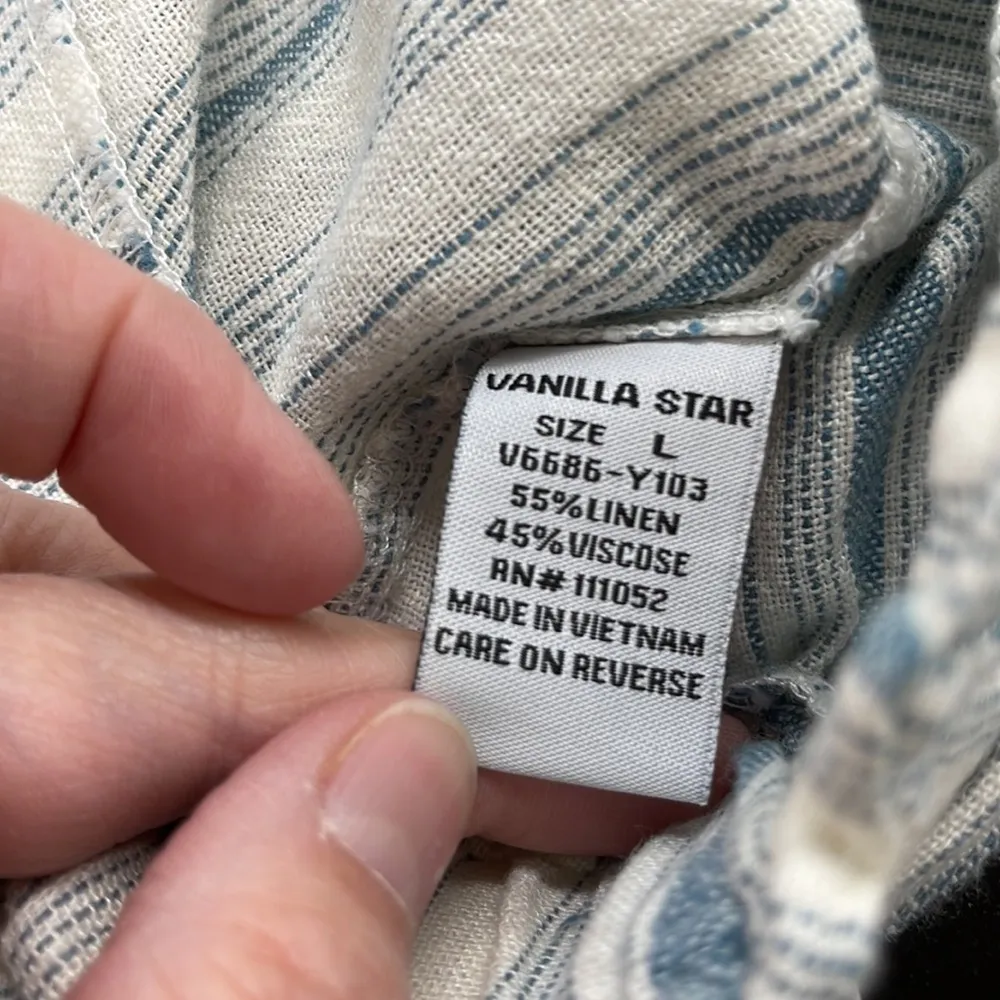 VANILLA STAR
SIZE L
V6686-Y103
55%LINEN
45%VISCOSE
RN# 111052
MADE IN VIETNAM
CARE ON REVERSE